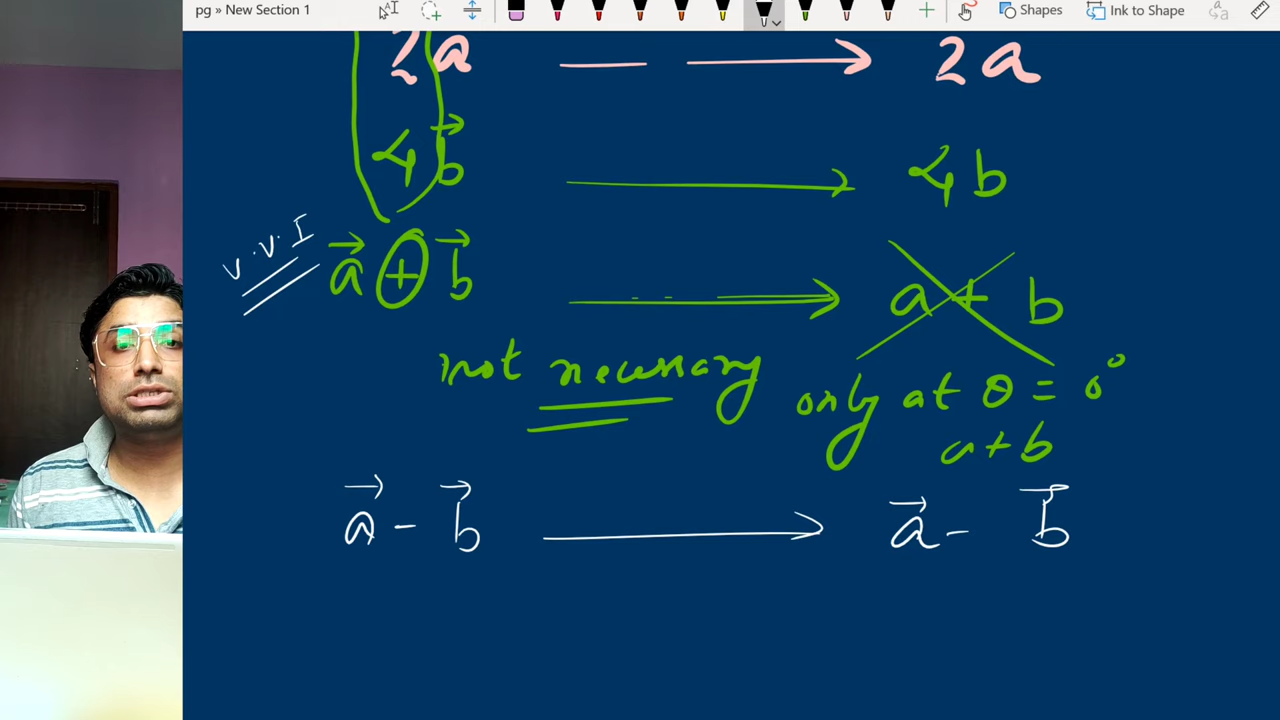 pg » New Section 1
Shapes
Ink to Shape
2a → 2a
4b⃗ → 4b
V.V.I
a⃗ + b⃗ → a + b
not necessary
only at θ = 0°
a + b
a⃗ - b⃗ → a⃗ - b⃗